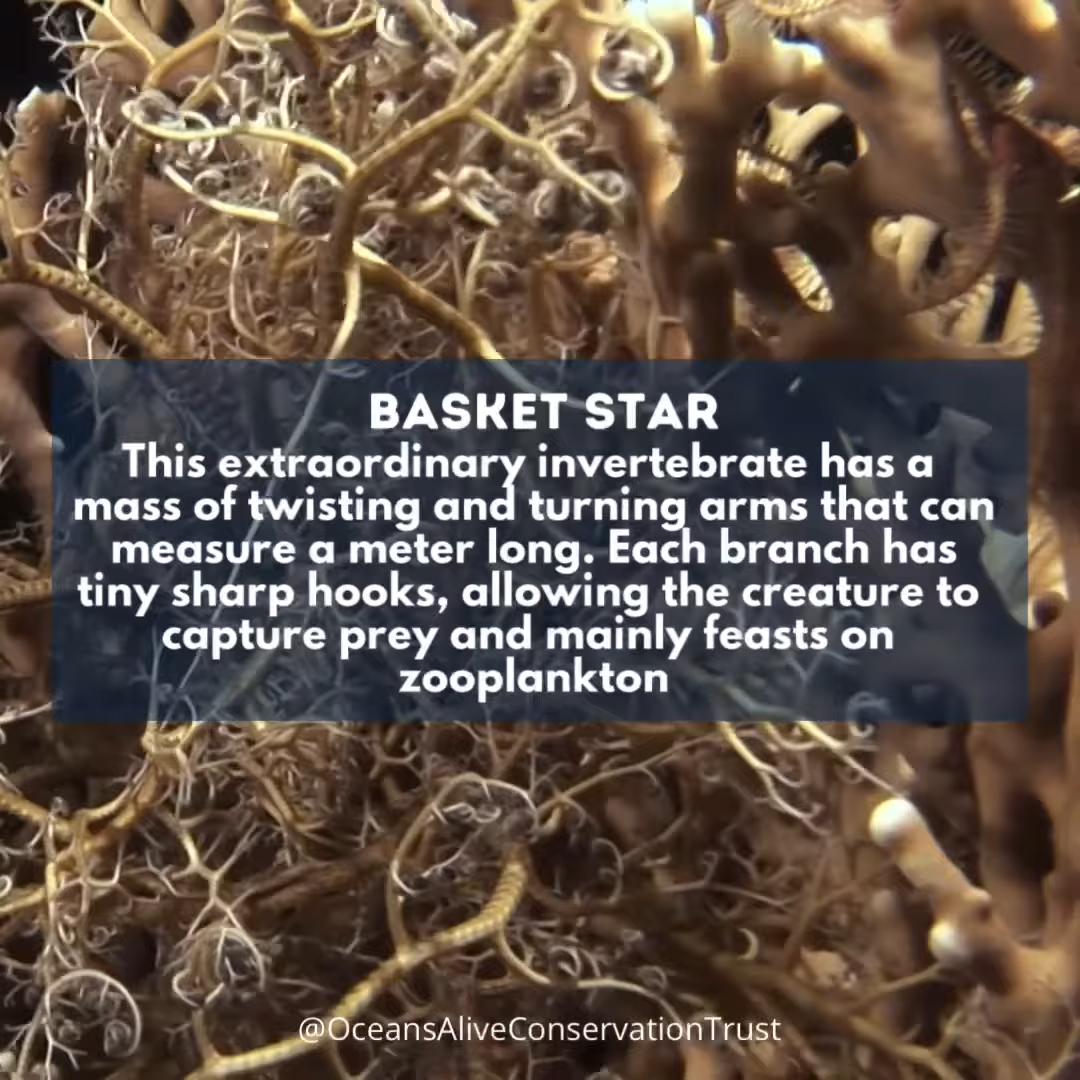 BASKET STAR
This extraordinary invertebrate has a
mass of twisting and turning arms that can
measure a meter long. Each branch has
tiny sharp hooks, allowing the creature to
capture prey and mainly feasts on
zooplankton
@OceansAliveConservationTrust